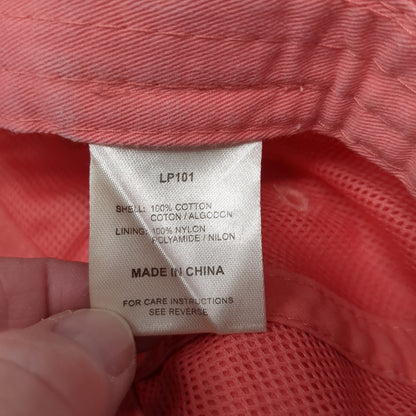 LP101
SHELL: 100% COTTON
COTON / ALGODON
LINING: 100% NYLON
POLYAMIDE / NILON
MADE IN CHINA
FOR CARE INSTRUCTIONS
SEE REVERSE